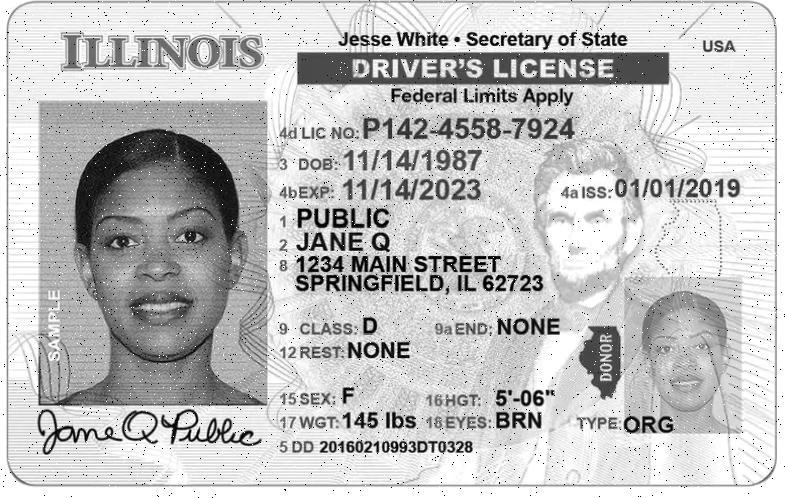 ILLINOIS
Jesse White • Secretary of State
USA
DRIVER'S LICENSE
Federal Limits Apply
4d LIC NO: P142-4558-7924
3 DOB: 11/14/1987
4b EXP: 11/14/2023
4a ISS: 01/01/2019
1 PUBLIC
2 JANE Q
8 1234 MAIN STREET
SPRINGFIELD, IL 62723
9 CLASS: D
9a END: NONE
12 REST: NONE
15 SEX: F
16 HGT: 5'-06"
17 WGT: 145 lbs
18 EYES: BRN
TYPE: ORG
5 DD 20160210993DT0328
SAMPLE
Jane Q Public
DONOR